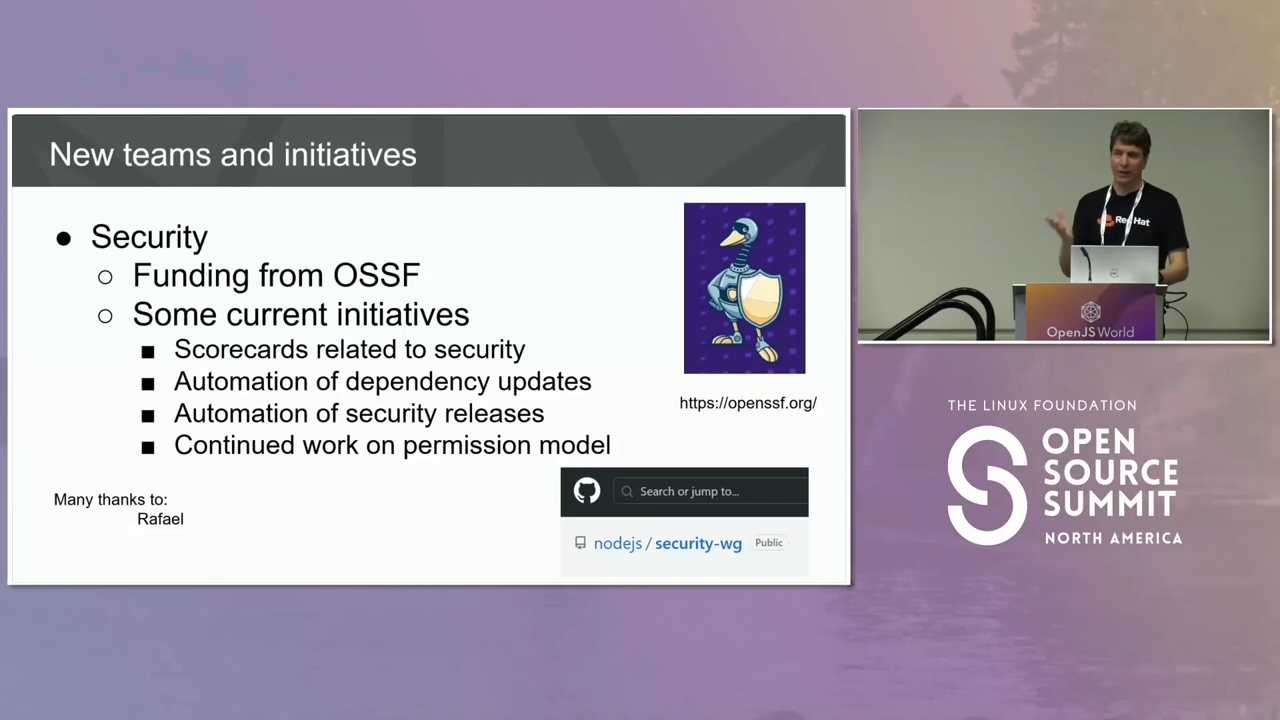 New teams and initiatives
● Security
○ Funding from OSSF
○ Some current initiatives
■ Scorecards related to security
■ Automation of dependency updates
■ Automation of security releases
■ Continued work on permission model
https://openssf.org/
Many thanks to:
Rafael
Search or jump to...
nodejs / security-wg Public
Red Hat
OpenJS World
THE LINUX FOUNDATION
OPEN
SOURCE
SUMMIT
NORTH AMERICA